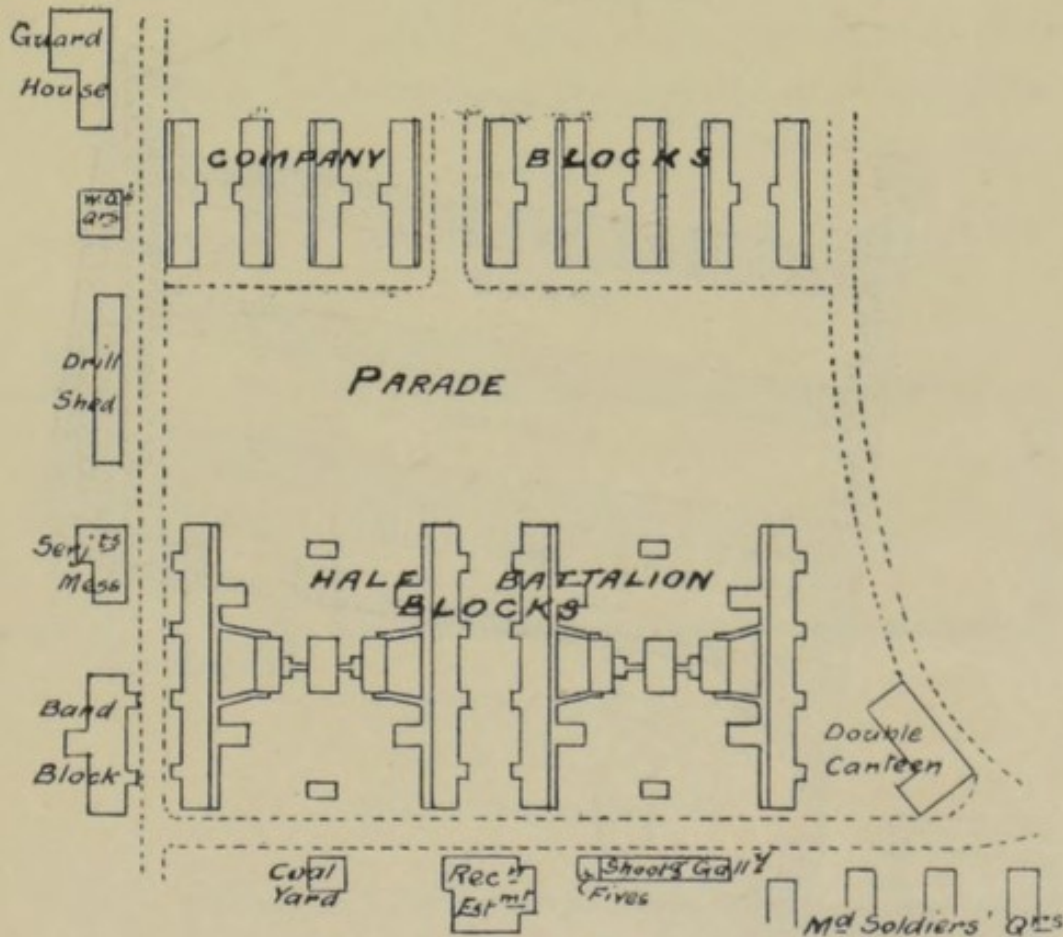 Guard
House
COMPANY BLOCKS
W.O's
Qrs
Drill
Shed
PARADE
Serjts
Mess
HALF BATTALION
BLOCKS
Band
Block
Double
Canteen
Coal
Yard
Recn
Estmt
Shootg Gally
Fives
Md Soldiers' Qrs